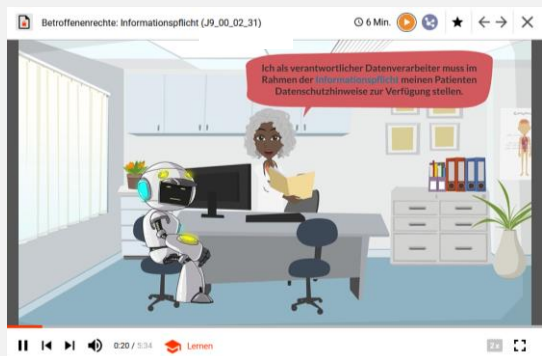 Betroffenenrechte: Informationspflicht (J9_00_02_31)
6 Min.
Ich als verantwortlicher Datenverarbeiter muss im
Rahmen der Informationspflicht meinen Patienten
Datenschutzhinweise zur Verfügung stellen.
0:20 / 5:34
Lernen
2x